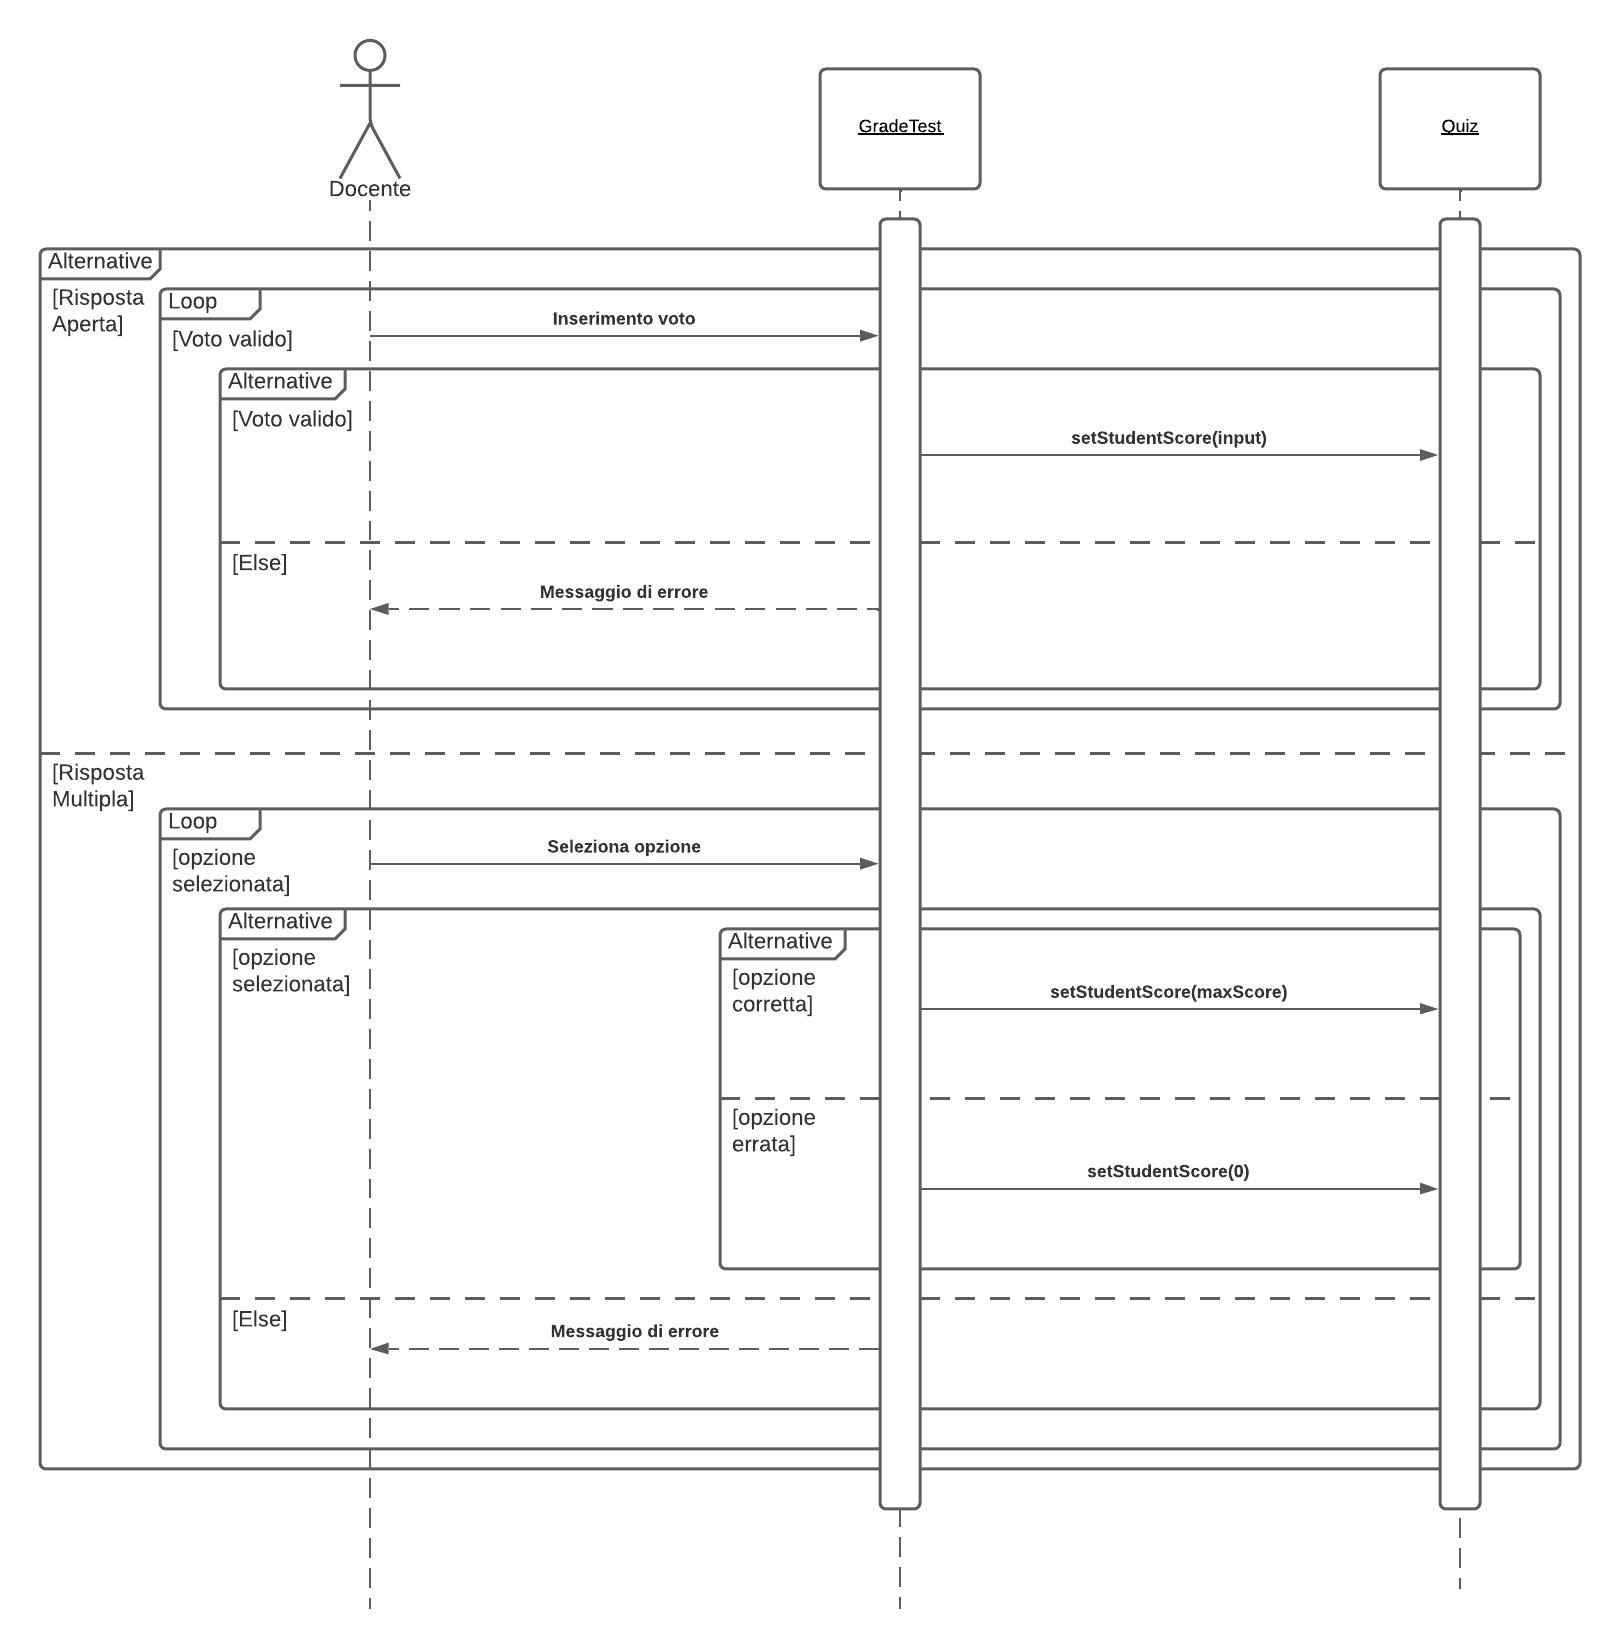 Docente
GradeTest
Quiz
Alternative
[Risposta
Aperta]
Loop
[Voto valido]
Inserimento voto
Alternative
[Voto valido]
setStudentScore(input)
[Else]
Messaggio di errore
[Risposta
Multipla]
Loop
[opzione
selezionata]
Seleziona opzione
Alternative
[opzione
selezionata]
Alternative
[opzione
corretta]
setStudentScore(maxScore)
[opzione
errata]
setStudentScore(0)
[Else]
Messaggio di errore